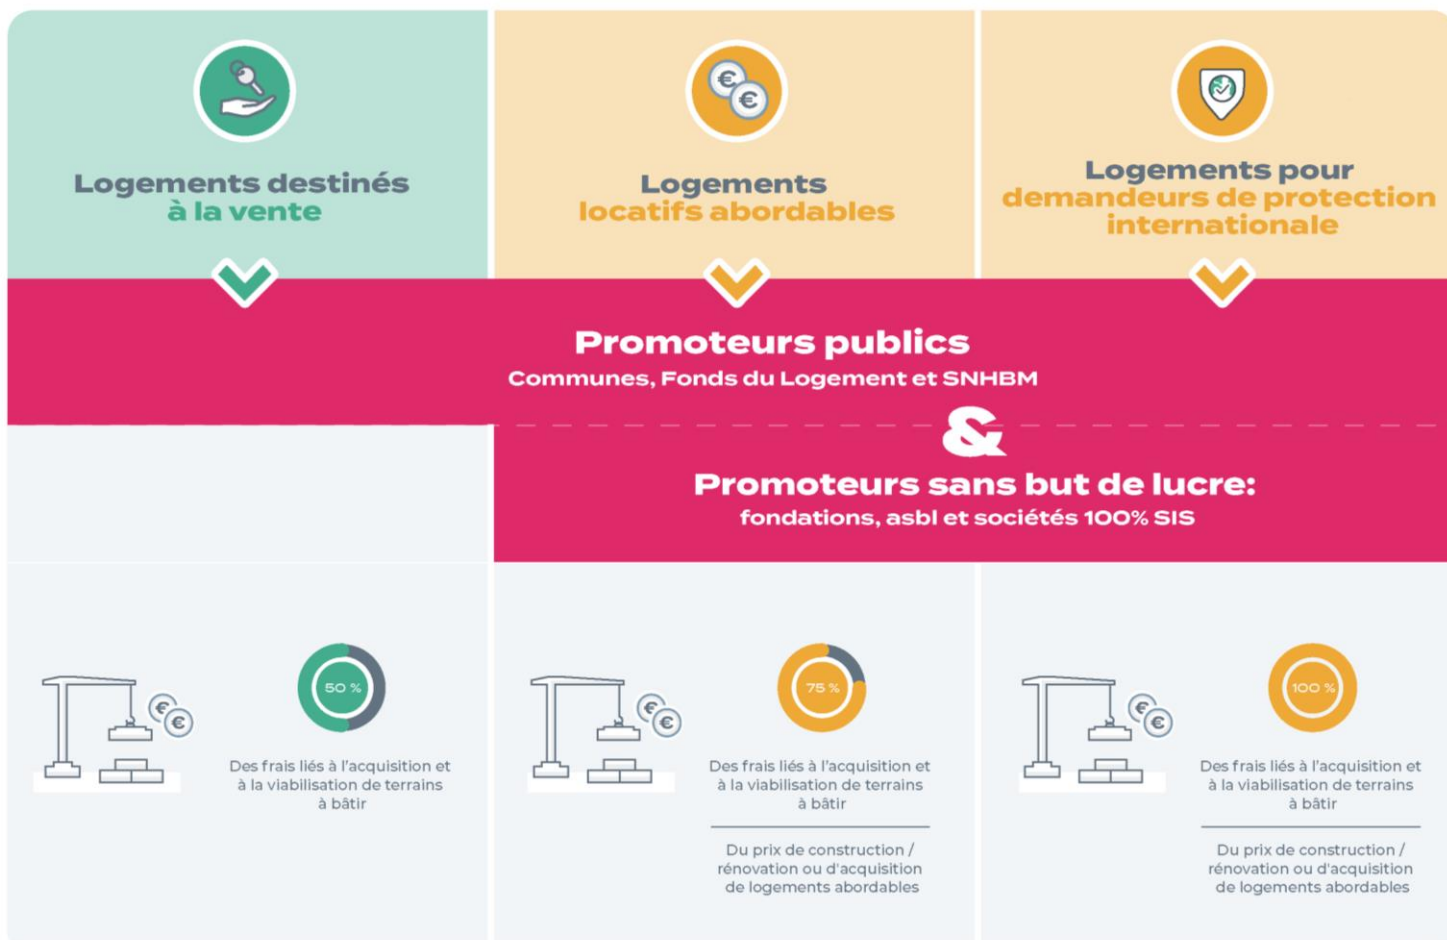 Logements destinés
à la vente
Logements
locatifs abordables
Logements pour
demandeurs de protection
internationale
Promoteurs publics
Communes, Fonds du Logement et SNHBM
&
Promoteurs sans but de lucre:
fondations, asbl et sociétés 100% SIS
€
€
50 %
Des frais liés à l'acquisition et
à la viabilisation de terrains
à bâtir
€
€
75 %
Des frais liés à l'acquisition et
à la viabilisation de terrains
à bâtir
Du prix de construction /
rénovation ou d'acquisition
de logements abordables
€
€
100 %
Des frais liés à l'acquisition et
à la viabilisation de terrains
à bâtir
Du prix de construction /
rénovation ou d'acquisition
de logements abordables